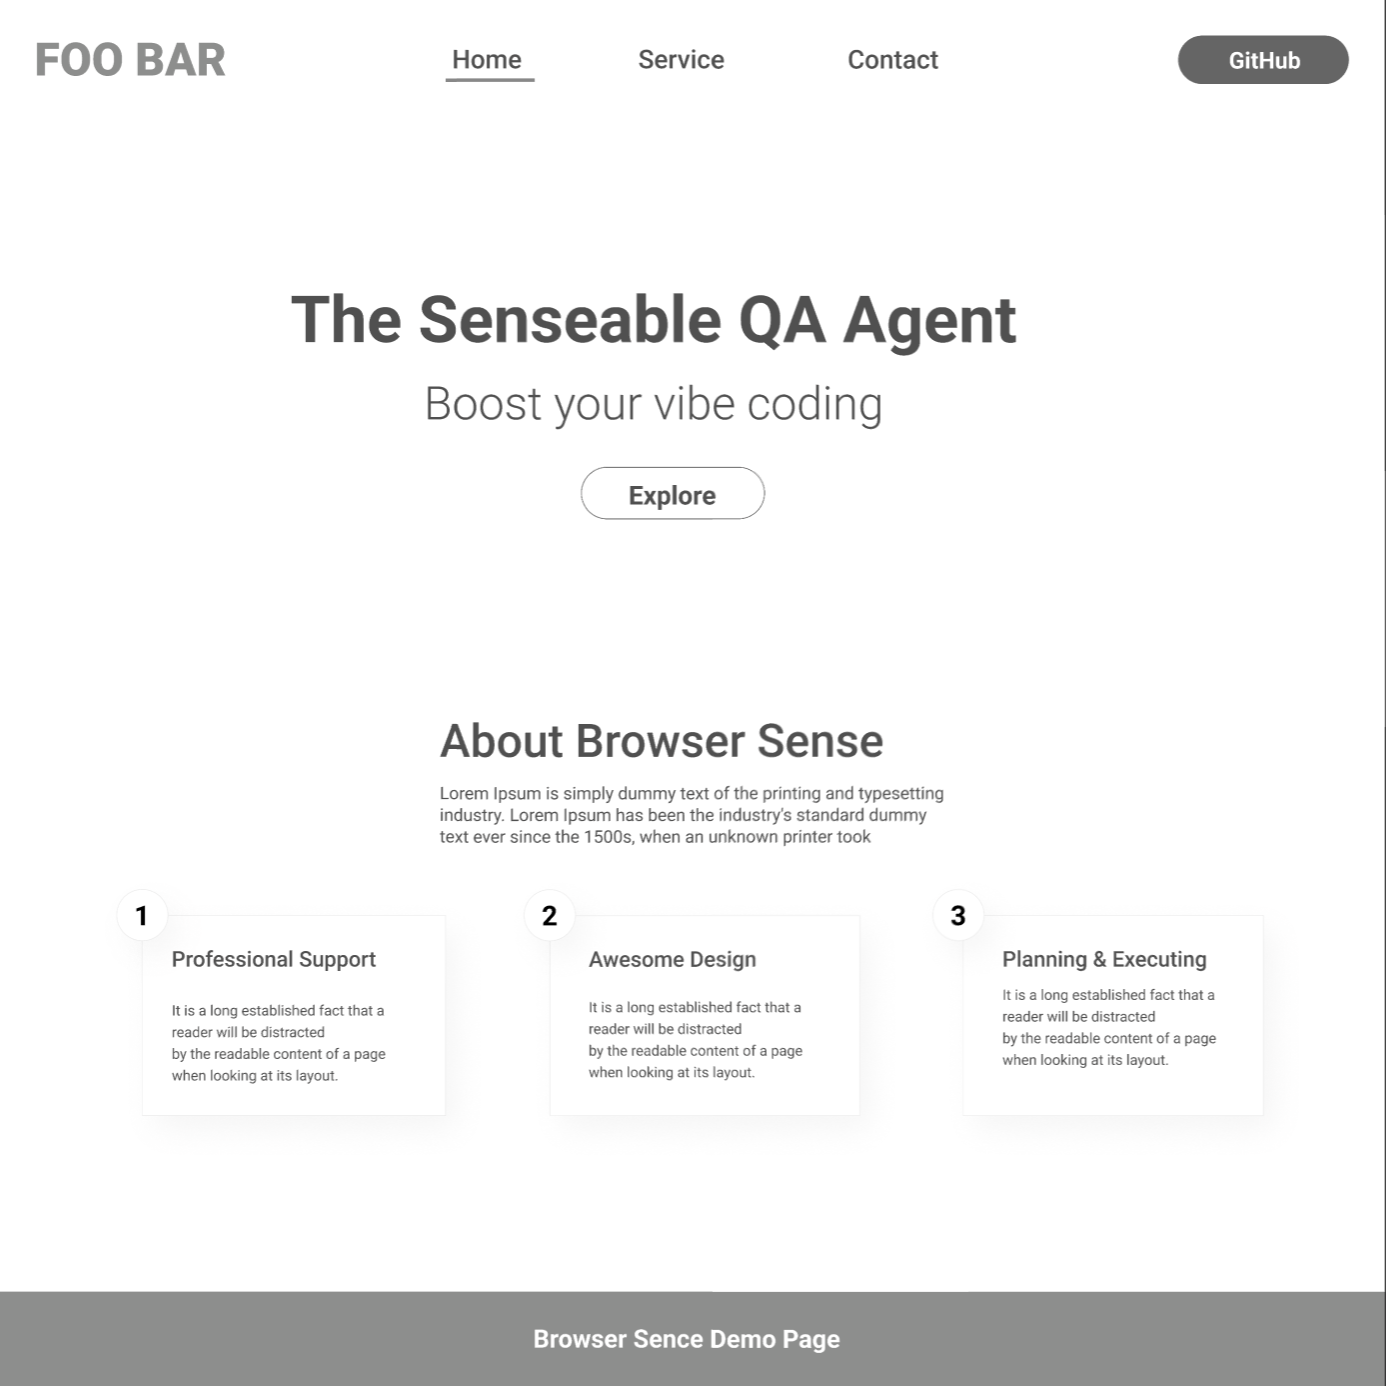 FOO BAR
Home
Service
Contact
GitHub
The Senseable QA Agent
Boost your vibe coding
Explore
About Browser Sense
Lorem Ipsum is simply dummy text of the printing and typesetting
industry. Lorem Ipsum has been the industry's standard dummy
text ever since the 1500s, when an unknown printer took
1
Professional Support
It is a long established fact that a
reader will be distracted
by the readable content of a page
when looking at its layout.
2
Awesome Design
It is a long established fact that a
reader will be distracted
by the readable content of a page
when looking at its layout.
3
Planning & Executing
It is a long established fact that a
reader will be distracted
by the readable content of a page
when looking at its layout.
Browser Sence Demo Page